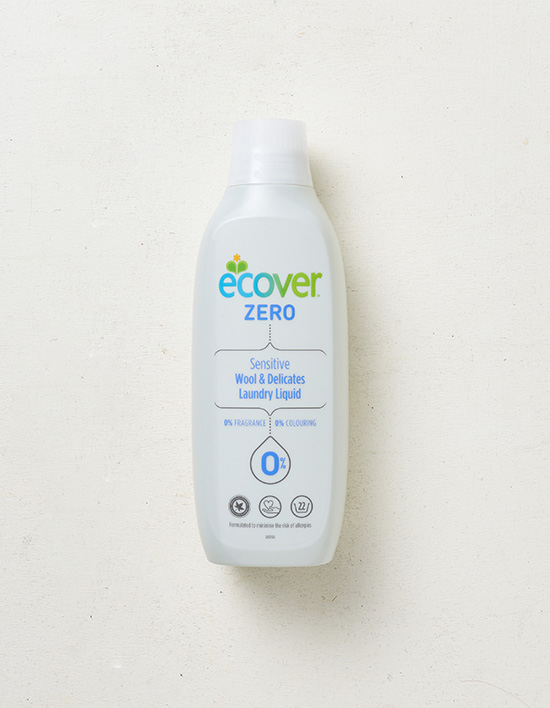 ecover
ZERO
Sensitive
Wool & Delicates
Laundry Liquid
0% FRAGRANCE 0% COLOURING
0%
22
Formulated to minimise the risk of allergies.